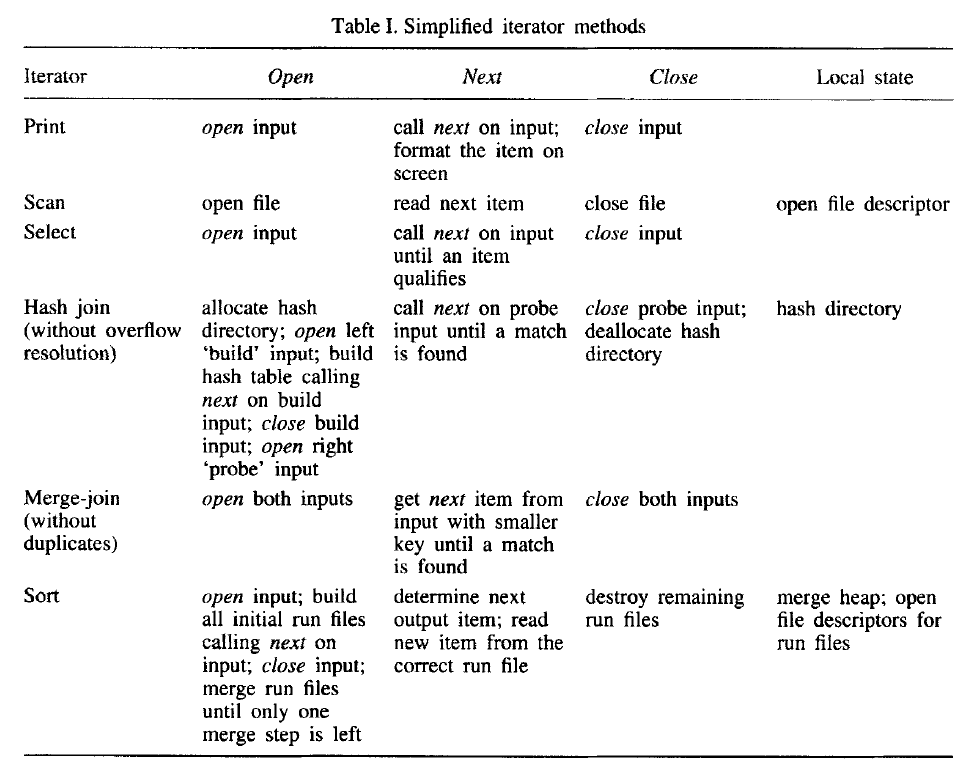 Table I. Simplified iterator methods
Iterator Open Next Close Local state
Print open input call next on input; close input
format the item on
screen
Scan open file read next item close file open file descriptor
Select open input call next on input close input
until an item
qualifies
Hash join allocate hash call next on probe close probe input; hash directory
(without overflow directory; open left input until a match deallocate hash
resolution) ‘build’ input; build is found directory
hash table calling
next on build
input; close build
input; open right
‘probe’ input
Merge-join open both inputs get next item from close both inputs
(without input with smaller
duplicates) key until a match
is found
Sort open input; build determine next destroy remaining merge heap; open
all initial run files output item; read run files file descriptors for
calling next on new item from the run files
input; close input; correct run file
merge run files
until only one
merge step is left